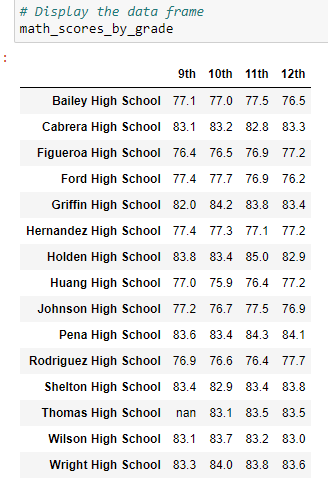 # Display the data frame
math_scores_by_grade
:
9th 10th 11th 12th
Bailey High School 77.1 77.0 77.5 76.5
Cabrera High School 83.1 83.2 82.8 83.3
Figueroa High School 76.4 76.5 76.9 77.2
Ford High School 77.4 77.7 76.9 76.2
Griffin High School 82.0 84.2 83.8 83.4
Hernandez High School 77.4 77.3 77.1 77.2
Holden High School 83.8 83.4 85.0 82.9
Huang High School 77.0 75.9 76.4 77.2
Johnson High School 77.2 76.7 77.5 76.9
Pena High School 83.6 83.4 84.3 84.1
Rodriguez High School 76.9 76.6 76.4 77.7
Shelton High School 83.4 82.9 83.4 83.8
Thomas High School nan 83.1 83.5 83.5
Wilson High School 83.1 83.7 83.2 83.0
Wright High School 83.3 84.0 83.8 83.6